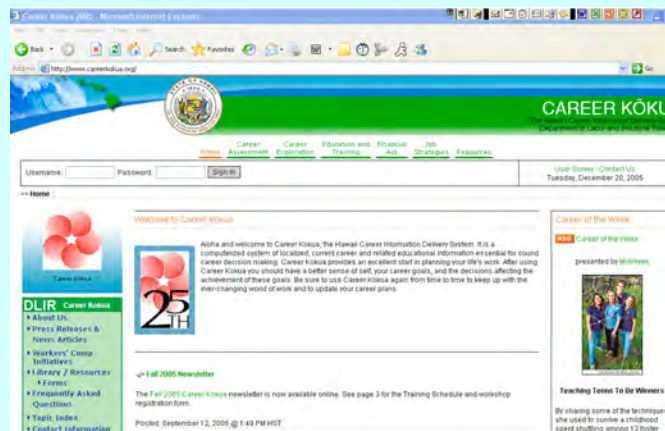 Career Kokua 2005 - Microsoft Internet Explorer
Back
Search
Favorites
Address
http://www.careerkokua.org/
Go
CAREER KŌKU
Home
Career Assessment
Career Exploration
Education and Training
Financial Aid
Job Strategies
Resources
Username:
Password:
Sign In
User Survey - Contact Us
Tuesday, December 20, 2005
Home
Career Kokua
DLIR Career Kokua
About Us
Press Releases &
News Articles
Workers' Comp
Initiatives
Library / Resources
Forms
Frequently Asked
Questions
Topic Index
Contact Information
Welcome to Career Kokua
25TH
Aloha and welcome to Career Kokua, the Hawaii Career Information Delivery System. It is a
computerized system of localized, current career and related educational information essential for sound
career decision making. Career Kokua provides an excellent start in planning your life's work. After using
Career Kokua you should have a better sense of self, your career goals, and the decisions affecting the
achievement of these goals. Be sure to use Career Kokua again from time to time to keep up with the
ever-changing world of work and to update your career plans.
Fall 2005 Newsletter
The Fall 2005 Career Kokua newsletter is now available online. See page 3 for the Training Schedule and workshop
registration form.
Posted: September 12, 2005 @ 1:49 PM HST
Career of the Week
Career of the Week
presented by
Teaching Teens To Be Winners
By sharing some of the technique
she used to survive a childhood
spent shuffling among 12 foster